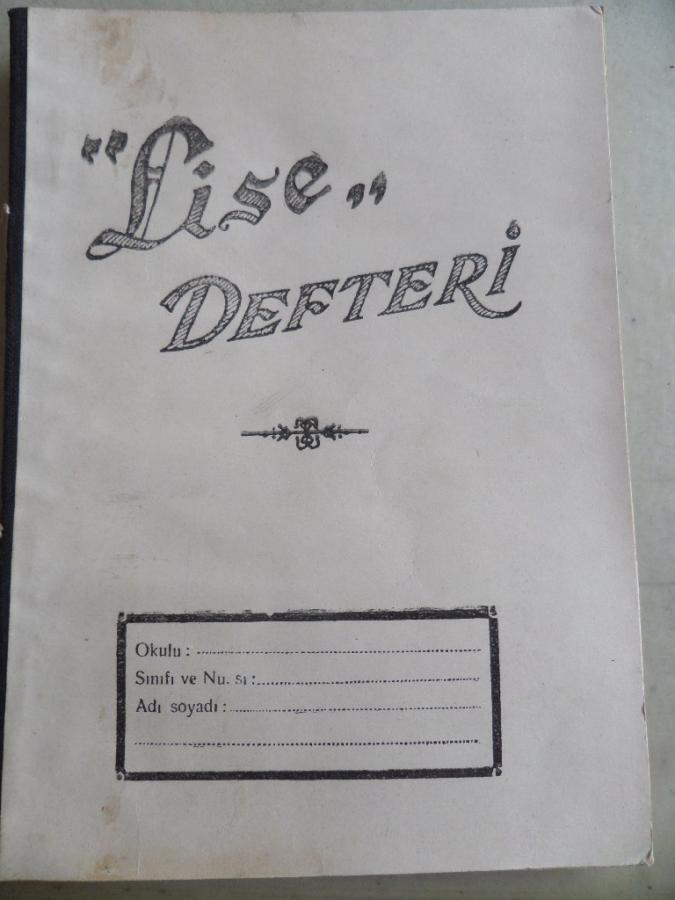 "Lise„
DEFTERİ
Okulu :
Sınıfı ve Nu. sı :
Adı soyadı :